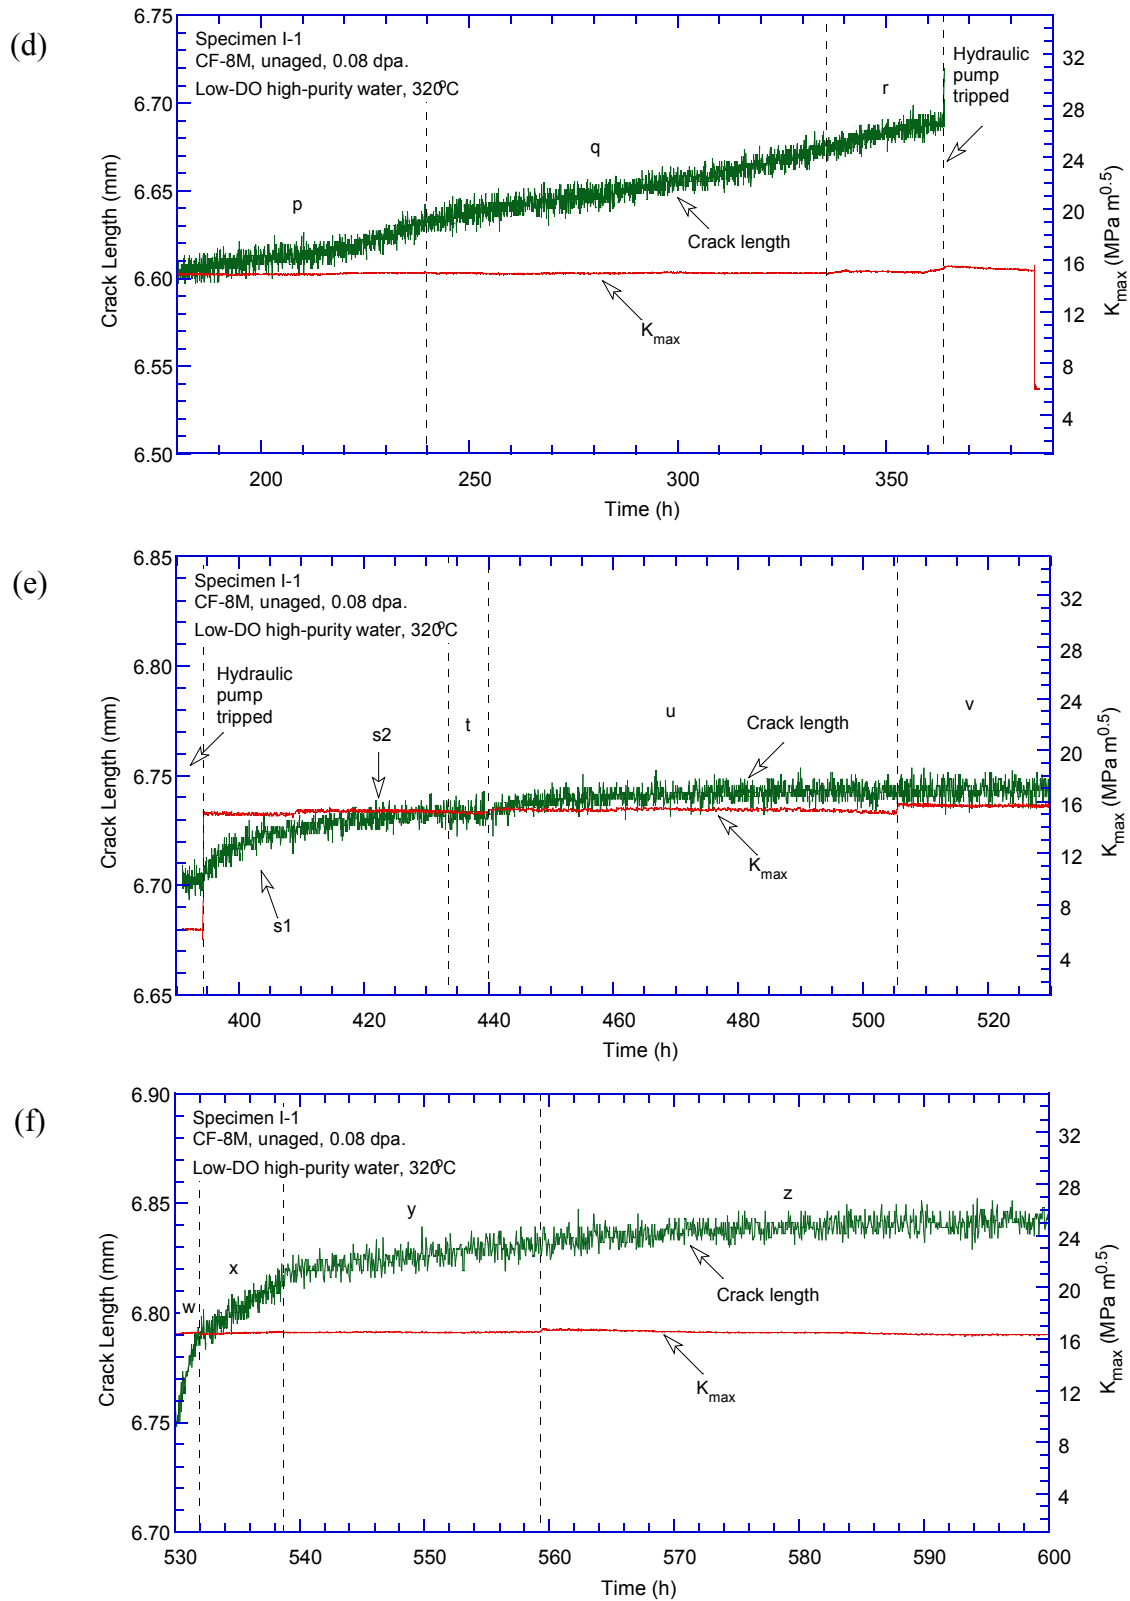 (d)
6.75
6.70
6.65
6.60
6.55
6.50
Crack Length (mm)
Specimen I-1
CF-8M, unaged, 0.08 dpa.
Low-DO high-purity water, 320°C
p
q
r
Hydraulic
pump
tripped
Crack length
Kmax
32
28
24
20
16
12
8
4
Kmax (MPa m0.5)
200
250
300
350
Time (h)
(e)
6.85
6.80
6.75
6.70
6.65
Crack Length (mm)
Specimen I-1
CF-8M, unaged, 0.08 dpa.
Low-DO high-purity water, 320°C
Hydraulic
pump
tripped
s1
s2
t
u
v
Crack length
Kmax
32
28
24
20
16
12
8
4
Kmax (MPa m0.5)
400
420
440
460
480
500
520
Time (h)
(f)
6.90
6.85
6.80
6.75
6.70
Crack Length (mm)
Specimen I-1
CF-8M, unaged, 0.08 dpa.
Low-DO high-purity water, 320°C
w
x
y
z
Crack length
Kmax
32
28
24
20
16
12
8
4
Kmax (MPa m0.5)
530
540
550
560
570
580
590
600
Time (h)